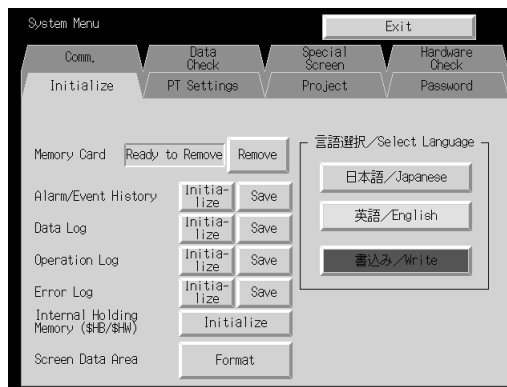 System Menu
Exit
Comm.
Data
Check
Special
Screen
Hardware
Check
Initialize
PT Settings
Project
Password
Memory Card
Ready to Remove
Remove
言語選択／Select Language
日本語／Japanese
英語／English
書込み／Write
Alarm/Event History
Initia-
lize
Save
Data Log
Initia-
lize
Save
Operation Log
Initia-
lize
Save
Error Log
Initia-
lize
Save
Internal Holding
Memory ($HB/$HW)
Initialize
Screen Data Area
Format